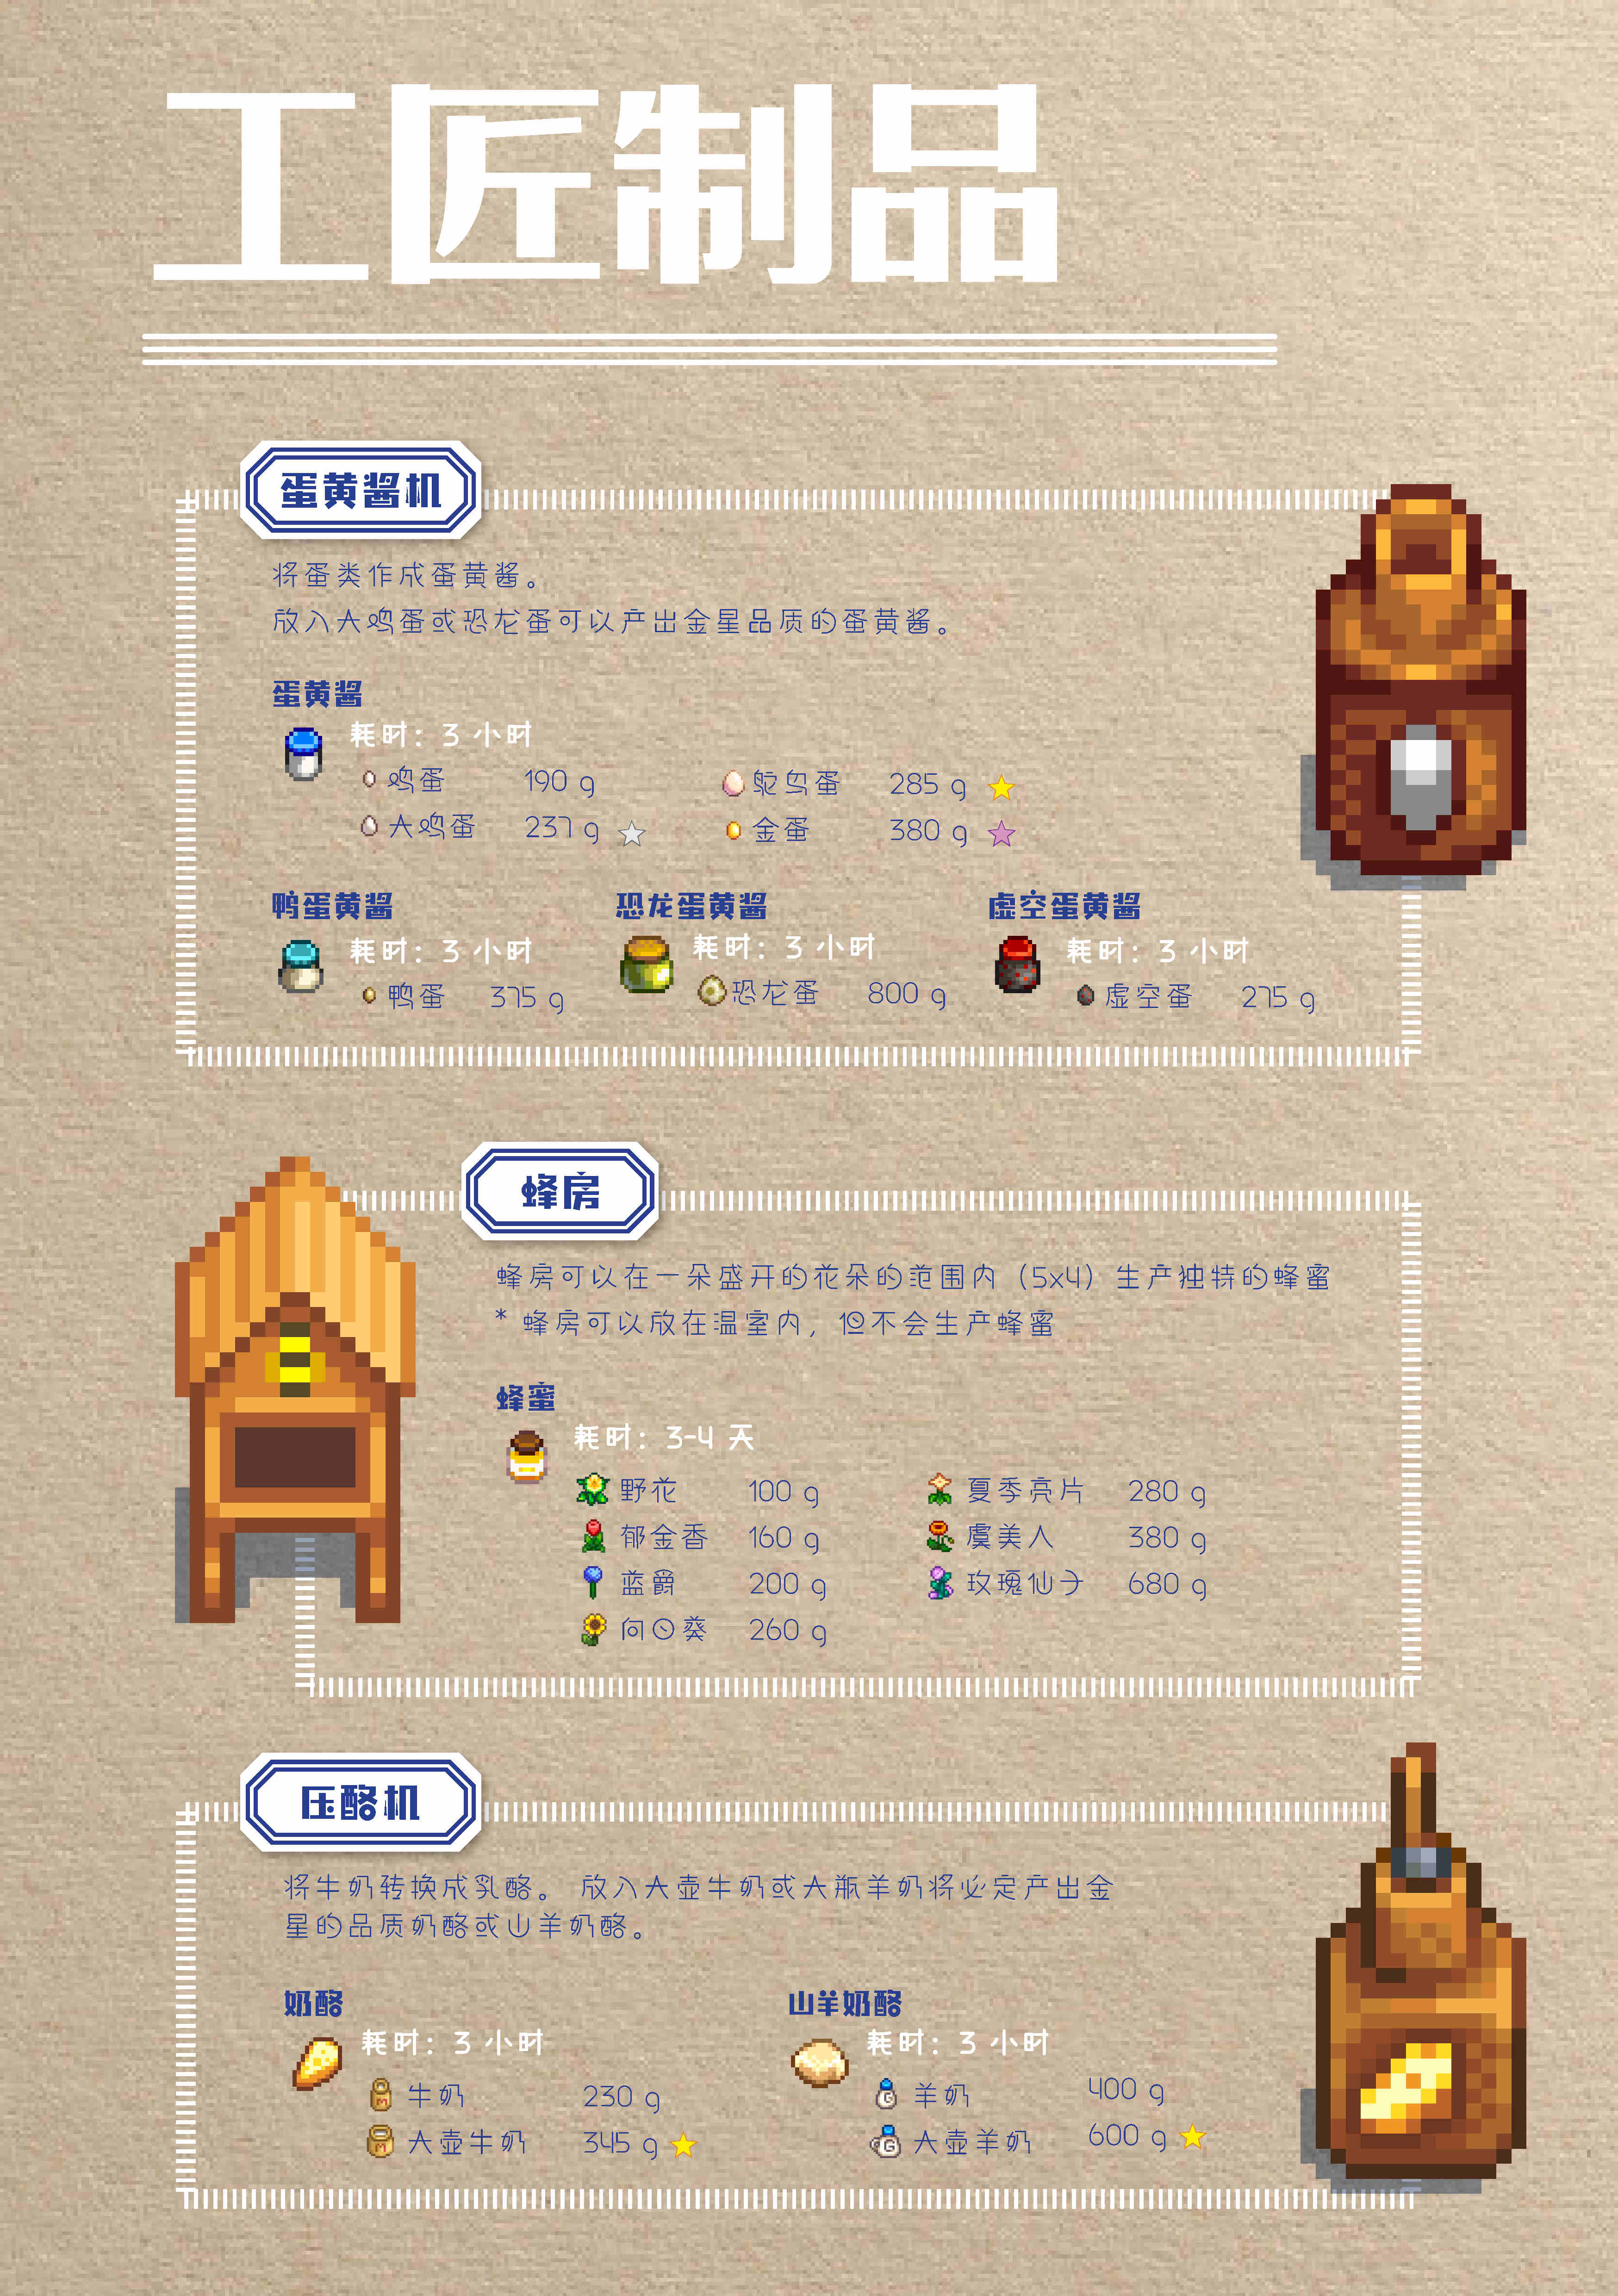 工匠制品
蛋黄酱机
将蛋类作成蛋黄酱。
放入大鸡蛋或恐龙蛋可以产出金星品质的蛋黄酱。
蛋黄酱
耗时：3 小时
鸡蛋 190 g
鸵鸟蛋 285 g
大鸡蛋 237 g
金蛋 380 g
鸭蛋黄酱
耗时：3 小时
鸭蛋 375 g
恐龙蛋黄酱
耗时：3 小时
恐龙蛋 800 g
虚空蛋黄酱
耗时：3 小时
虚空蛋 275 g
蜂房
蜂房可以在一朵盛开的花朵的范围内（5x4）生产独特的蜂蜜
* 蜂房可以放在温室内，但不会生产蜂蜜
蜂蜜
耗时：3-4 天
野花 100 g
夏季亮片 280 g
郁金香 160 g
虞美人 380 g
蓝爵 200 g
玫瑰仙子 680 g
向日葵 260 g
压酪机
将牛奶转换成乳酪。 放入大壶牛奶或大瓶羊奶将必定产出金
星的品质奶酪或山羊奶酪。
奶酪
耗时：3 小时
M 牛奶 230 g
M 大壶牛奶 345 g
山羊奶酪
耗时：3 小时
G 羊奶 400 g
G 大壶羊奶 600 g